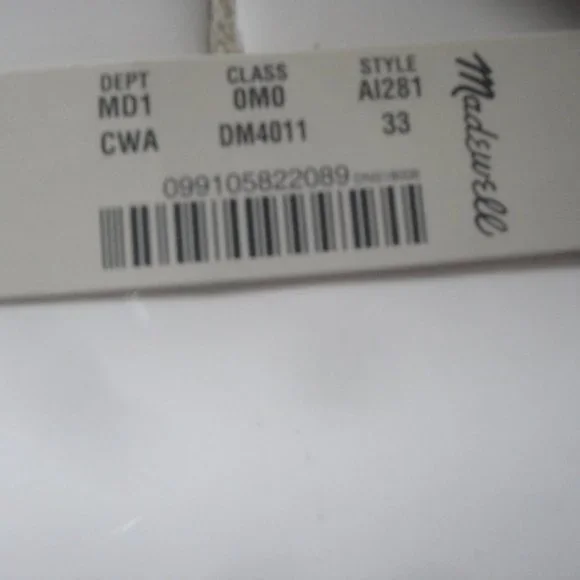 DEPT CLASS STYLE
MD1 0M0 AI281
CWA DM4011 33
099105822089
Madewell